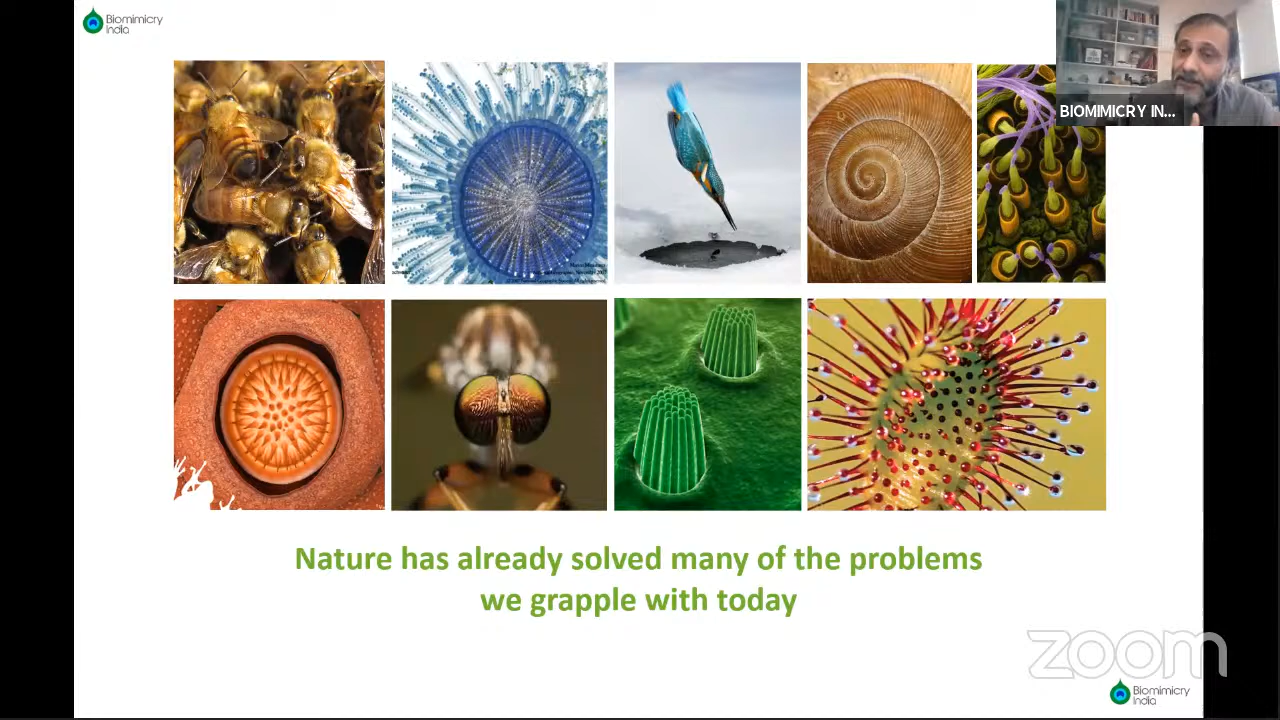 Biomimicry
India
BIOMIMICRY IN...
Nature has already solved many of the problems
we grapple with today
zoom
Biomimicry
India